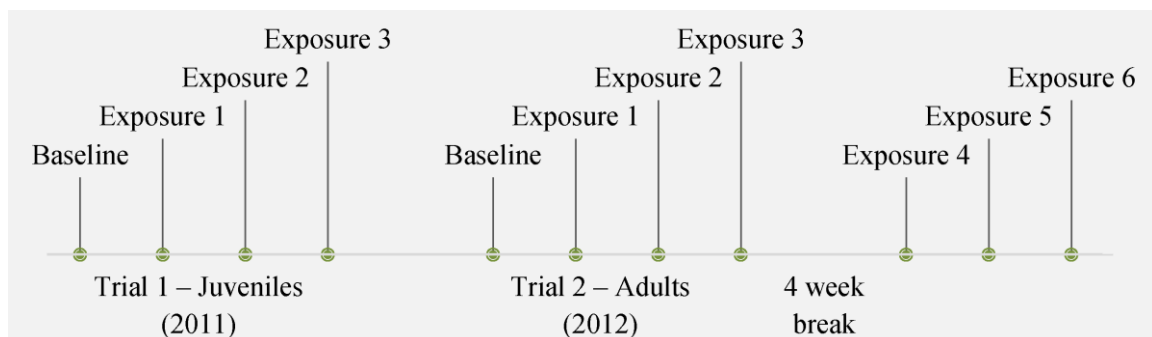 Baseline
Exposure 1
Exposure 2
Exposure 3
Baseline
Exposure 1
Exposure 2
Exposure 3
Exposure 4
Exposure 5
Exposure 6
Trial 1 – Juveniles
(2011)
Trial 2 – Adults
(2012)
4 week
break